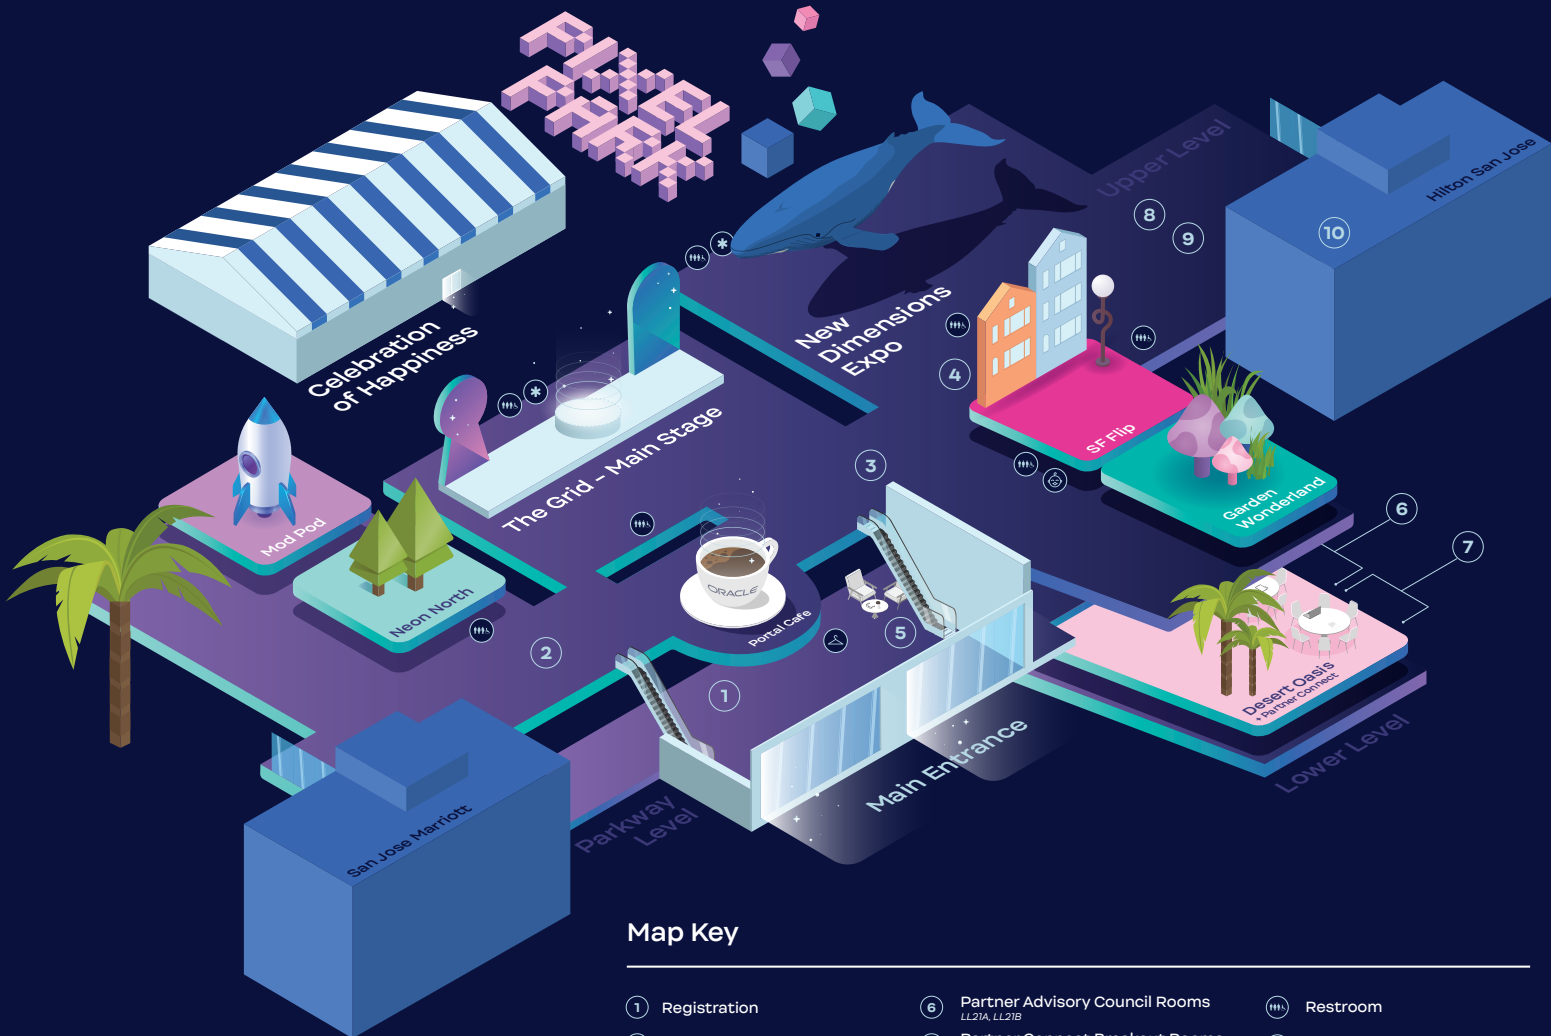 PLAY
PLAY
PARTY
Upper Level
Hilton San Jose
8
9
10
Celebration
of Happiness
New
Dimensions
Expo
4
The Grid - Main Stage
3
SF Flip
Garden
Wonderland
Mod Pod
6
7
Neon North
ORACLE
Portal Cafe
2
5
1
Desert Oasis
+ Partner Connect
Main Entrance
Lower Level
Parkway
Level
San Jose Marriott
Map Key
1 Registration
6 Partner Advisory Council Rooms
LL21A, LL21B
Restroom